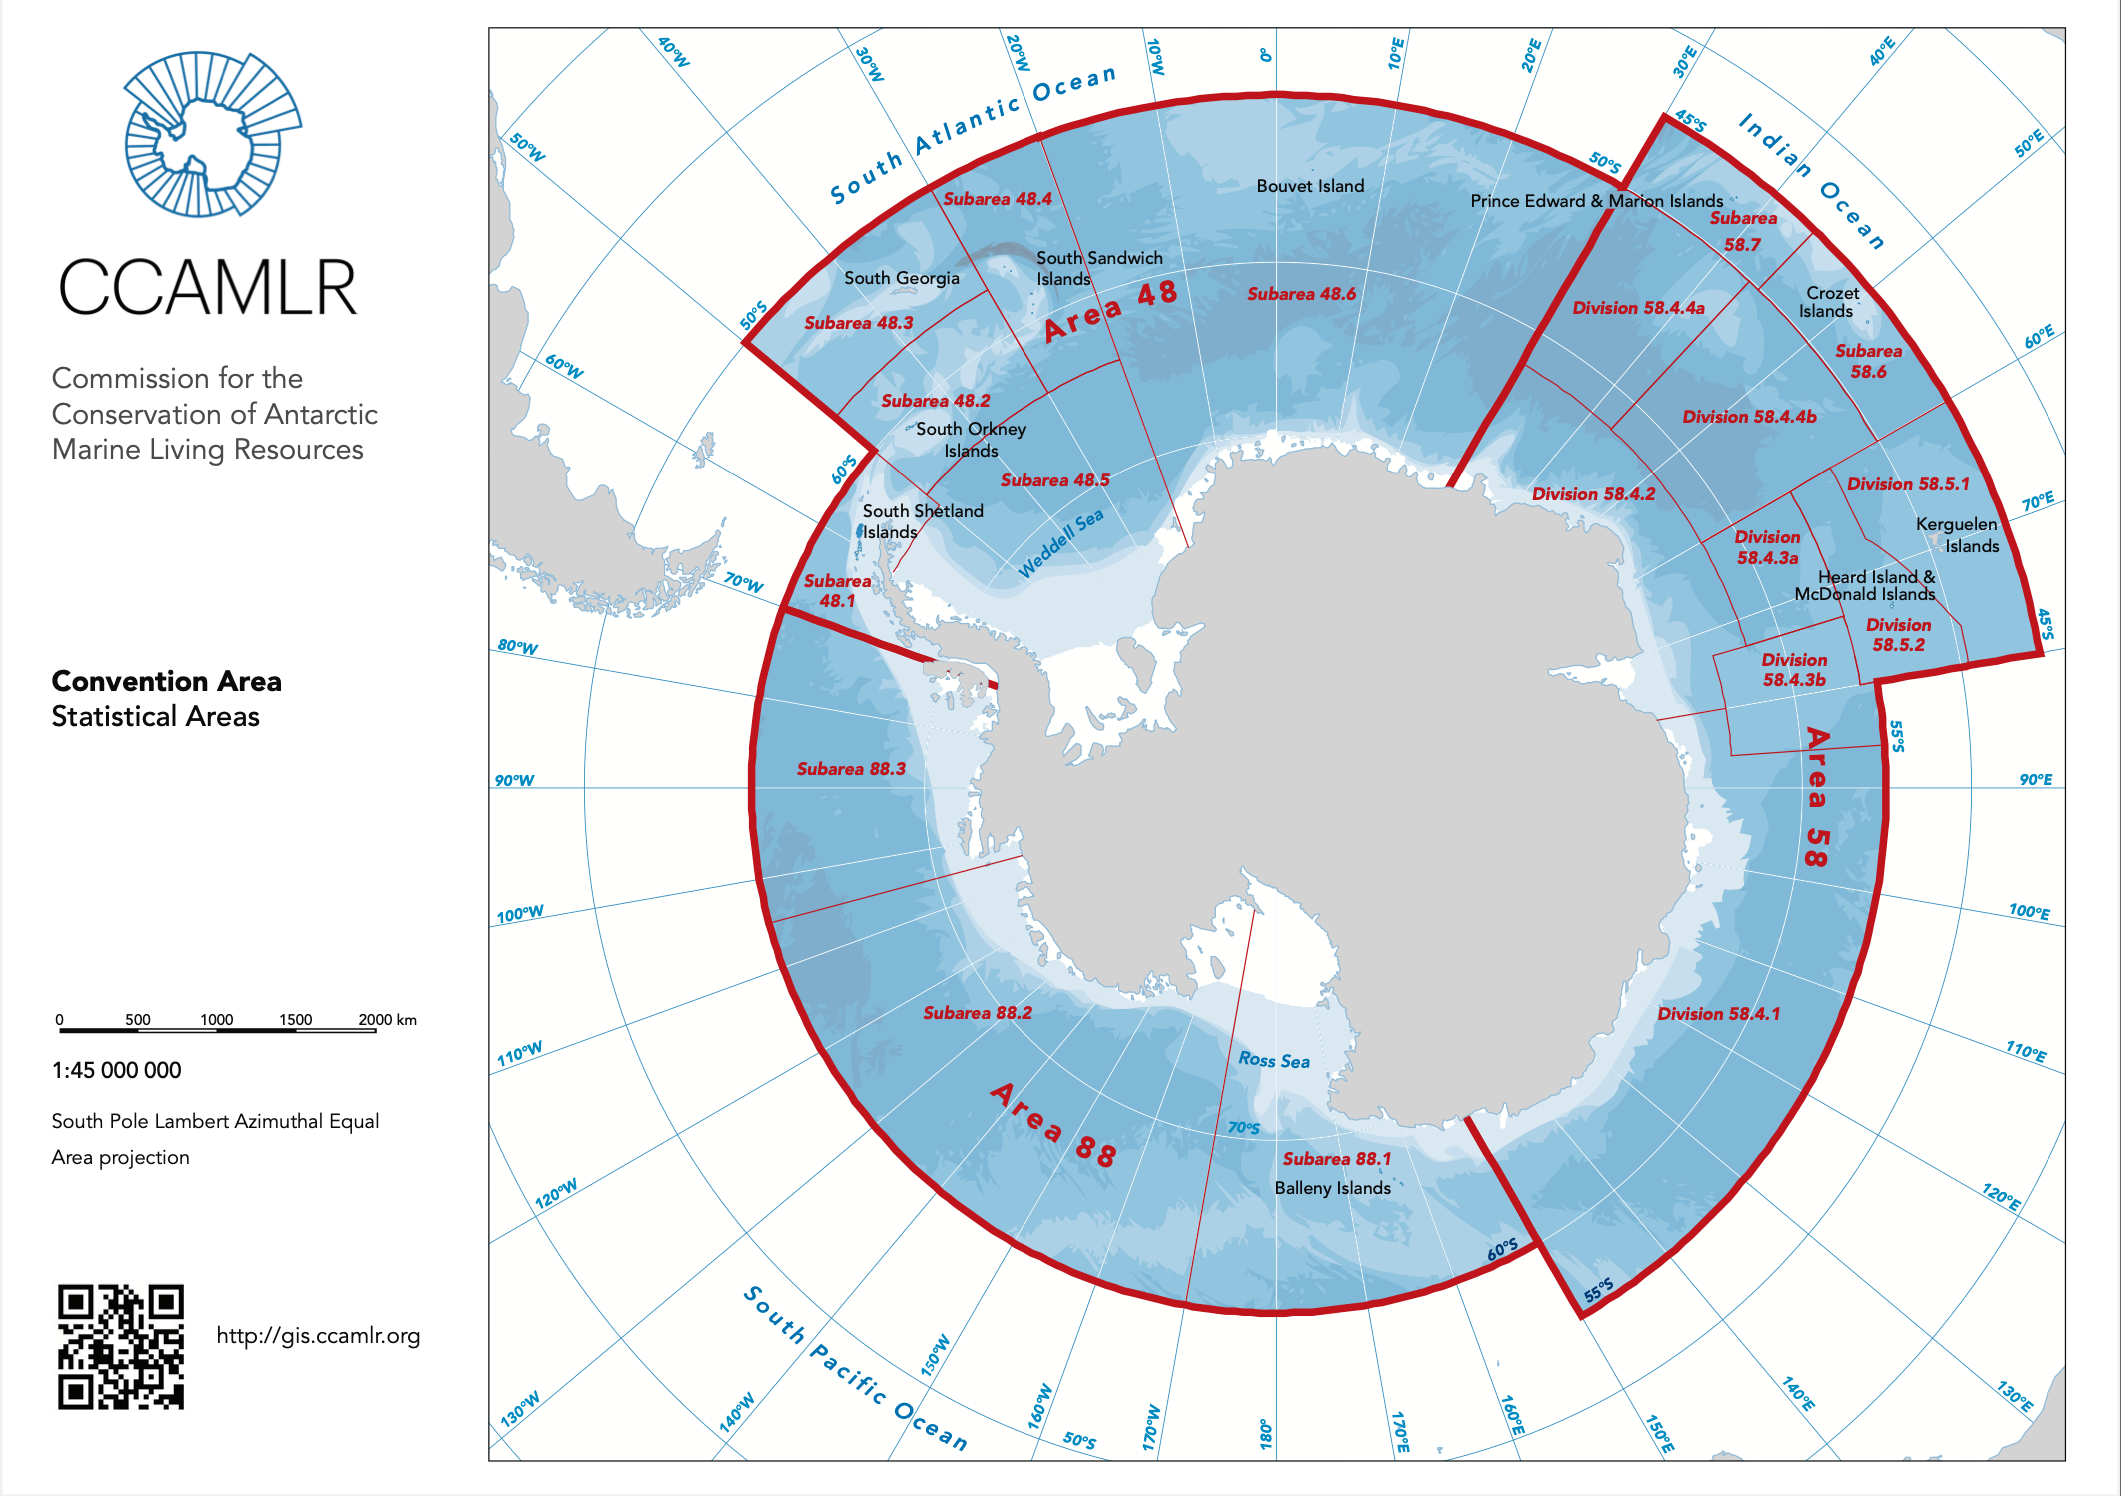 CCAMLR
Commission for the
Conservation of Antarctic
Marine Living Resources
Convention Area
Statistical Areas
0 500 1000 1500 2000 km
1:45 000 000
South Pole Lambert Azimuthal Equal
Area projection
http://gis.ccamlr.org
40°W
30°W
20°W
10°W
0°
10°E
20°E
30°E
40°E
50°E
60°E
70°E
90°E
100°E
110°E
120°E
130°E
140°E
150°E
160°E
170°E
180°
170°W
160°W
150°W
140°W
130°W
120°W
110°W
100°W
90°W
80°W
70°W
60°W
50°W
South Atlantic Ocean
Indian Ocean
South Pacific Ocean
45°S
50°S
50°S
60°S
45°S
55°S
70°S
60°S
55°S
50°S
Area 48
Subarea 48.4
Bouvet Island
Prince Edward & Marion Islands
Subarea
58.7
South Sandwich
Islands
South Georgia
Subarea 48.3
Subarea 48.6
Division 58.4.4a
Crozet
Islands
Subarea
58.6
Subarea 48.2
South Orkney
Islands
Division 58.4.4b
Subarea 48.5
Weddell Sea
Division 58.4.2
Division 58.5.1
South Shetland
Islands
Kerguelen
Islands
Division
58.4.3a
Heard Island &
McDonald Islands
Subarea
48.1
Division
58.5.2
Division
58.4.3b
Area 58
Subarea 88.3
Subarea 88.2
Division 58.4.1
Ross Sea
Area 88
Subarea 88.1
Balleny Islands